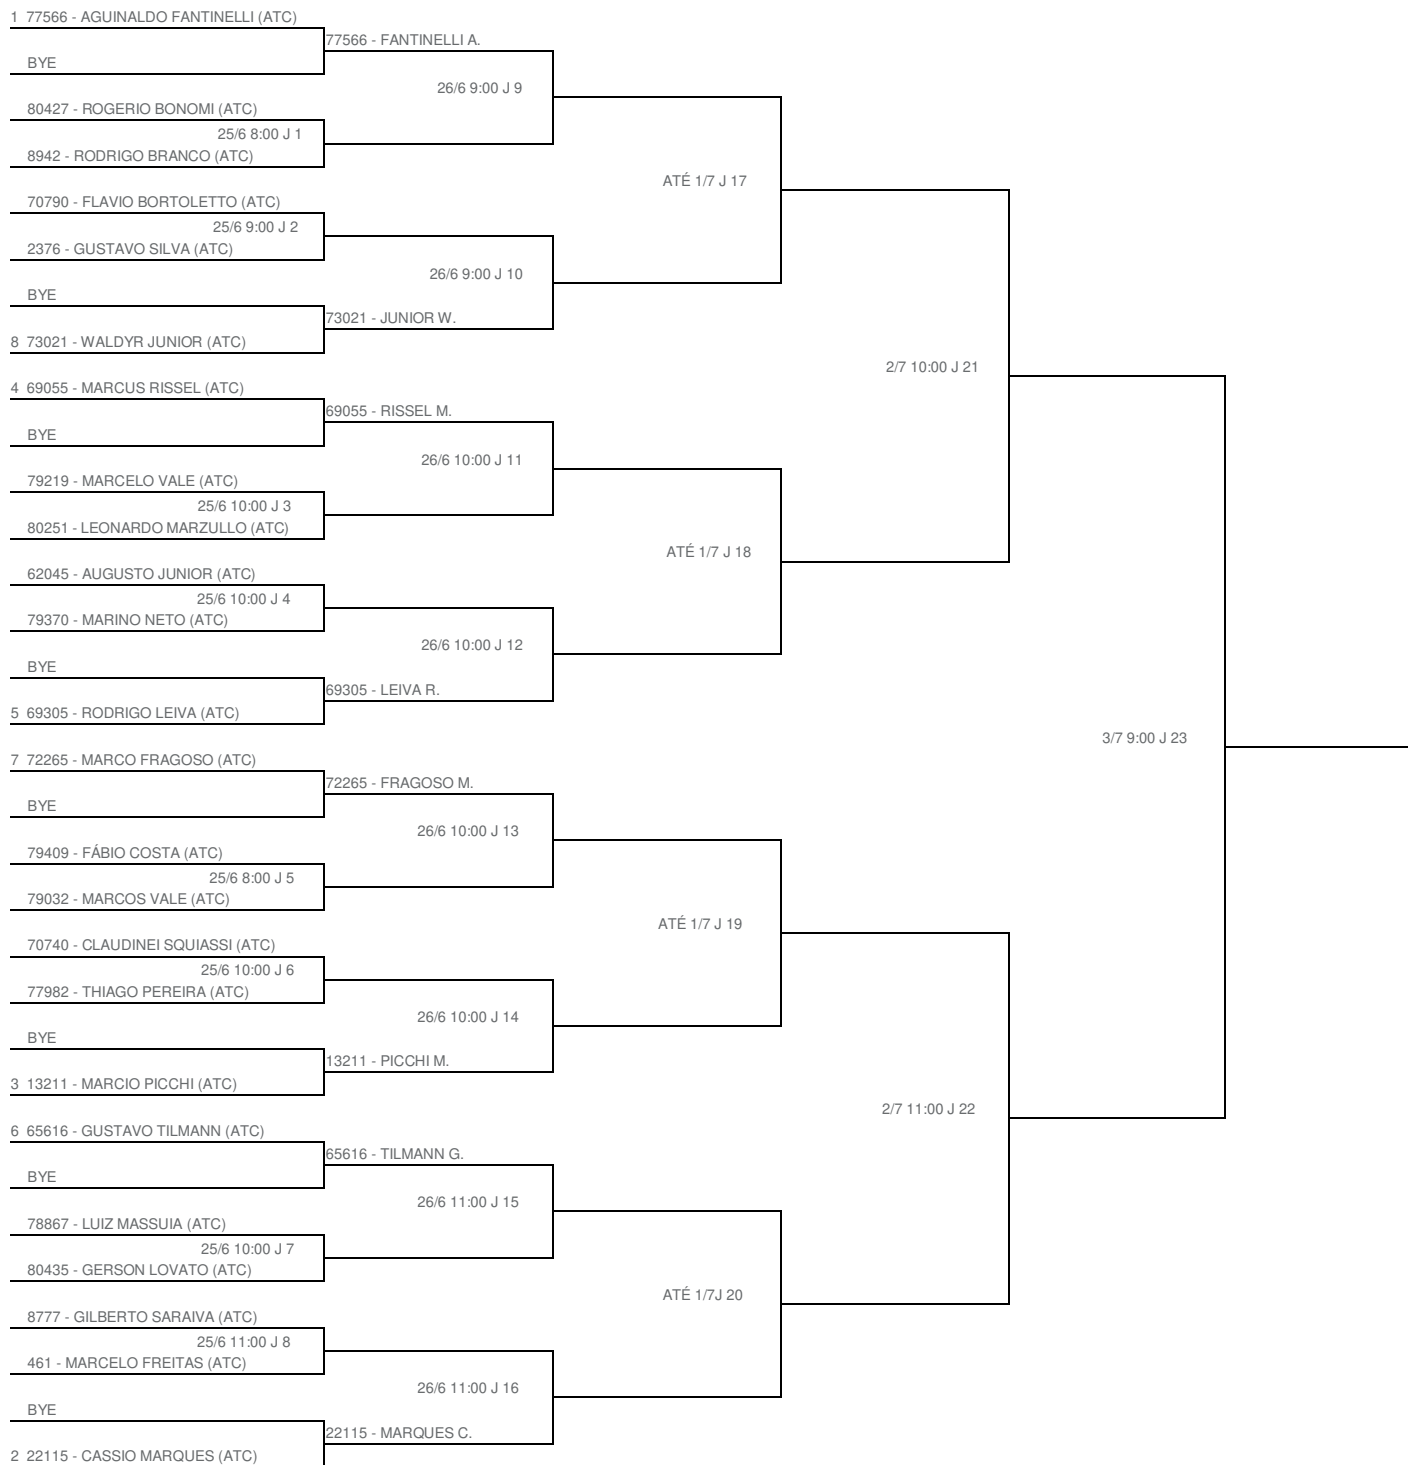 1 77566 - AGUINALDO FANTINELLI (ATC)
77566 - FANTINELLI A.
BYE
26/6 9:00 J 9
80427 - ROGERIO BONOMI (ATC)
25/6 8:00 J 1
8942 - RODRIGO BRANCO (ATC)
ATÉ 1/7 J 17
70790 - FLAVIO BORTOLETTO (ATC)
25/6 9:00 J 2
2376 - GUSTAVO SILVA (ATC)
26/6 9:00 J 10
BYE
73021 - JUNIOR W.
8 73021 - WALDYR JUNIOR (ATC)
2/7 10:00 J 21
4 69055 - MARCUS RISSEL (ATC)
69055 - RISSEL M.
BYE
26/6 10:00 J 11
79219 - MARCELO VALE (ATC)
25/6 10:00 J 3
80251 - LEONARDO MARZULLO (ATC)
ATÉ 1/7 J 18
62045 - AUGUSTO JUNIOR (ATC)
25/6 10:00 J 4
79370 - MARINO NETO (ATC)
26/6 10:00 J 12
BYE
69305 - LEIVA R.
5 69305 - RODRIGO LEIVA (ATC)
3/7 9:00 J 23
7 72265 - MARCO FRAGOSO (ATC)
72265 - FRAGOSO M.
BYE
26/6 10:00 J 13
79409 - FÁBIO COSTA (ATC)
25/6 8:00 J 5
79032 - MARCOS VALE (ATC)
ATÉ 1/7 J 19
70740 - CLAUDINEI SQUIASSI (ATC)
25/6 10:00 J 6
77982 - THIAGO PEREIRA (ATC)
26/6 10:00 J 14
BYE
13211 - PICCHI M.
3 13211 - MARCIO PICCHI (ATC)
2/7 11:00 J 22
6 65616 - GUSTAVO TILMANN (ATC)
65616 - TILMANN G.
BYE
26/6 11:00 J 15
78867 - LUIZ MASSUIA (ATC)
25/6 10:00 J 7
80435 - GERSON LOVATO (ATC)
ATÉ 1/7J 20
8777 - GILBERTO SARAIVA (ATC)
25/6 11:00 J 8
461 - MARCELO FREITAS (ATC)
26/6 11:00 J 16
BYE
22115 - MARQUES C.
2 22115 - CASSIO MARQUES (ATC)